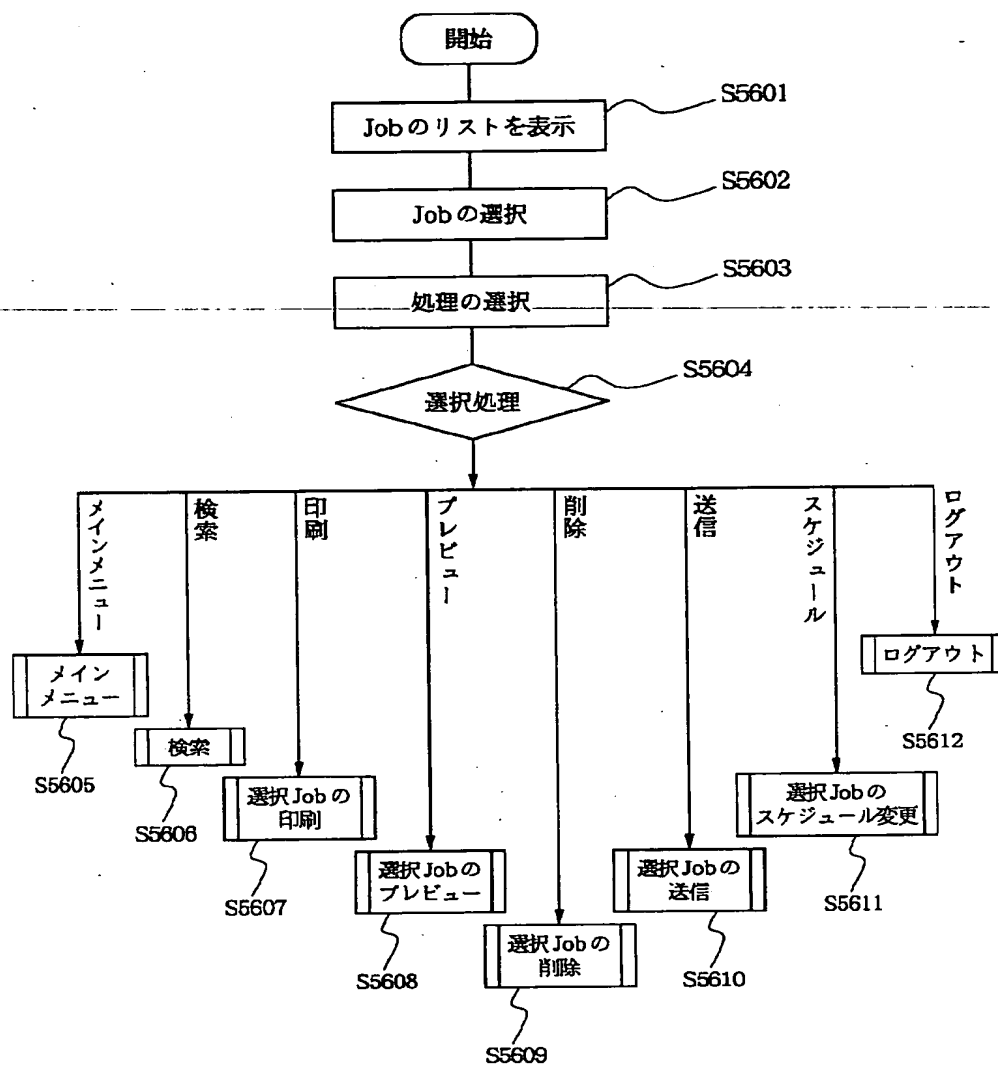 開始
Jobのリストを表示
S5601
Jobの選択
S5602
処理の選択
S5603
選択処理
S5604
メインメニュー
検索
印刷
プレビュー
削除
送信
スケジュール
ログアウト
メイン
メニュー
S5605
検索
S5606
選択Jobの
印刷
S5607
選択Jobの
プレビュー
S5608
選択Jobの
削除
S5609
選択Jobの
送信
S5610
選択Jobの
スケジュール変更
S5611
ログアウト
S5612